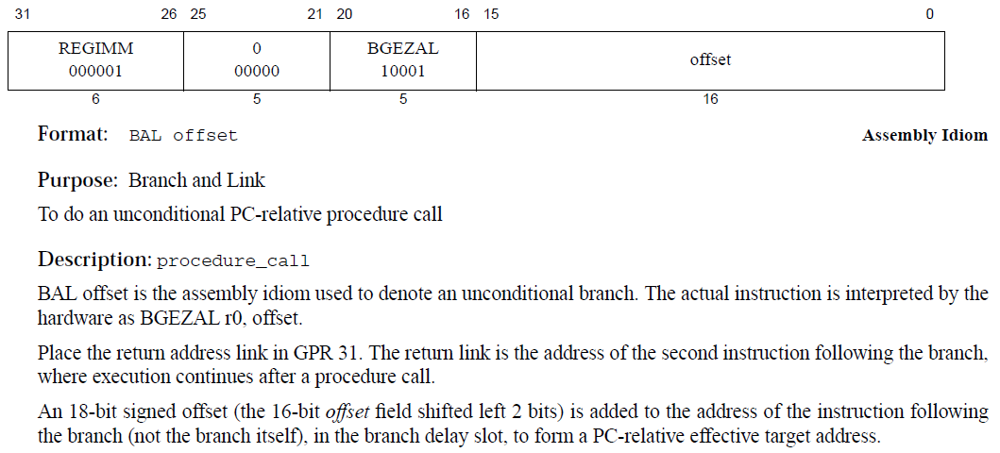 31 26 25 21 20 16 15 0
REGIMM 0 BGEZAL offset
000001 00000 10001
6 5 5 16
Format: BAL offset Assembly Idiom
Purpose: Branch and Link
To do an unconditional PC-relative procedure call
Description: procedure_call
BAL offset is the assembly idiom used to denote an unconditional branch. The actual instruction is interpreted by the
hardware as BGEZAL r0, offset.
Place the return address link in GPR 31. The return link is the address of the second instruction following the branch,
where execution continues after a procedure call.
An 18-bit signed offset (the 16-bit offset field shifted left 2 bits) is added to the address of the instruction following
the branch (not the branch itself), in the branch delay slot, to form a PC-relative effective target address.